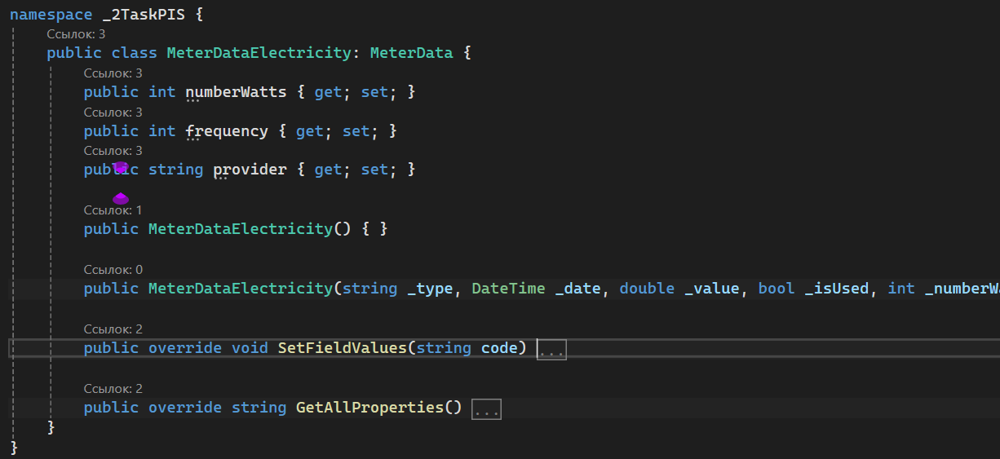 namespace _2TaskPIS {
Ссылок: 3
public class MeterDataElectricity: MeterData {
Ссылок: 3
public int numberWatts { get; set; }
Ссылок: 3
public int frequency { get; set; }
Ссылок: 3
public string provider { get; set; }
Ссылок: 1
public MeterDataElectricity() { }
Ссылок: 0
public MeterDataElectricity(string _type, DateTime _date, double _value, bool _isUsed, int _numberWa
Ссылок: 2
public override void SetFieldValues(string code) ...
Ссылок: 2
public override string GetAllProperties() ...
}
}